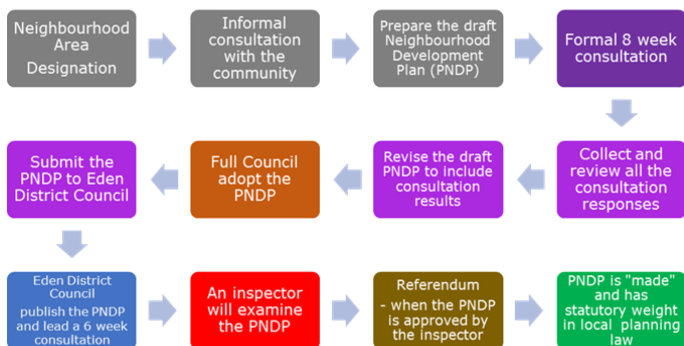 Neighbourhood
Area
Designation
Informal
consultation
with the
community
Prepare the draft
Neighbourhood
Development
Plan (PNDP)
Formal 8 week
consultation
Collect and
review all the
consultation
responses
Revise the draft
PNDP to include
consultation
results
Full Council
adopt the
PNDP
Submit the
PNDP to Eden
District Council
Eden District
Council
publish the PNDP
and lead a 6 week
consultation
An inspector
will examine
the PNDP
Referendum
- when the PNDP
is approved by
the inspector
PNDP is "made"
and has
statutory weight
in local planning
law